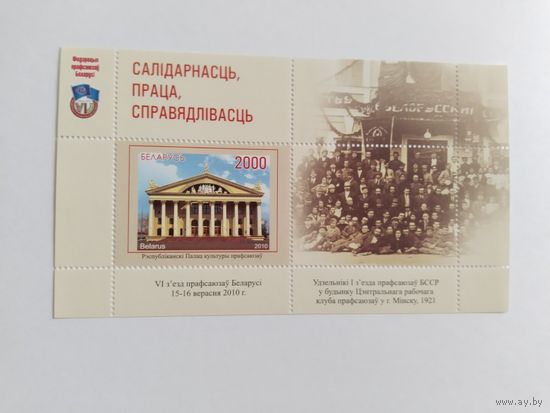 Федэрацыя
прафсаюзаў
Беларусі
VI
САЛІДАРНАСЦЬ,
ПРАЦА,
СПРАВЯДЛІВАСЦЬ
БЕЛАРУСЬ 2000
Belarus 2010
Рэспубліканскі Палац культуры прафсаюзаў
VI з’езд прафсаюзаў Беларусі
15-16 верасня 2010 г.
Удзельнікі I з’езда прафсаюзаў БССР
у будынку Цэнтральнага рабочага
клуба прафсаюзаў у г. Мінску, 1921
www.ay.by